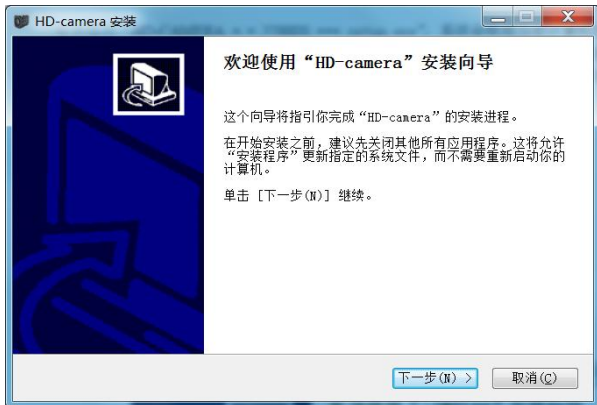 HD-camera 安装
欢迎使用“HD-camera”安装向导
这个向导将指引你完成“HD-camera”的安装进程。
在开始安装之前，建议先关闭其他所有应用程序。这将允许
“安装程序”更新指定的系统文件，而不需要重新启动你的
计算机。
单击 [下一步(N)] 继续。
下一步(N) >
取消(C)